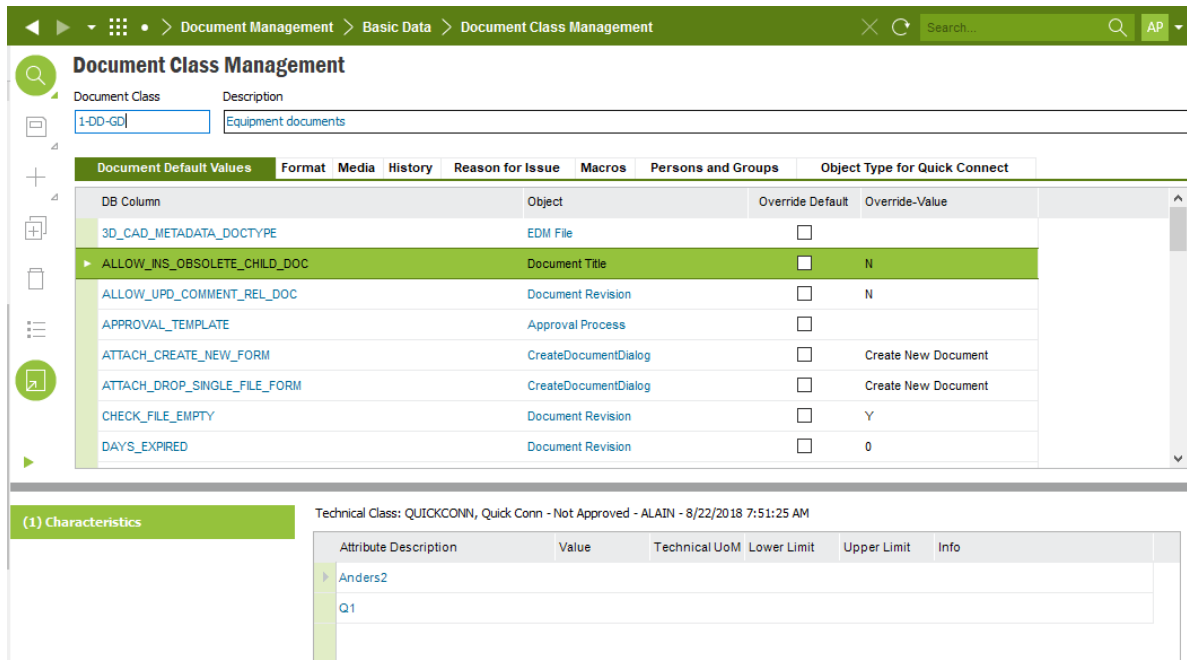 Document Management > Basic Data > Document Class Management Search... AP
Document Class Management
Document Class Description
1-DD-GD Equipment documents
Document Default Values Format Media History Reason for Issue Macros Persons and Groups Object Type for Quick Connect
DB Column Object Override Default Override-Value
3D_CAD_METADATA_DOCTYPE EDM File
ALLOW_INS_OBSOLETE_CHILD_DOC Document Title N
ALLOW_UPD_COMMENT_REL_DOC Document Revision N
APPROVAL_TEMPLATE Approval Process
ATTACH_CREATE_NEW_FORM CreateDocumentDialog Create New Document
ATTACH_DROP_SINGLE_FILE_FORM CreateDocumentDialog Create New Document
CHECK_FILE_EMPTY Document Revision Y
DAYS_EXPIRED Document Revision 0
(1) Characteristics
Technical Class: QUICKCONN, Quick Conn - Not Approved - ALAIN - 8/22/2018 7:51:25 AM
Attribute Description Value Technical UoM Lower Limit Upper Limit Info
Anders2
Q1